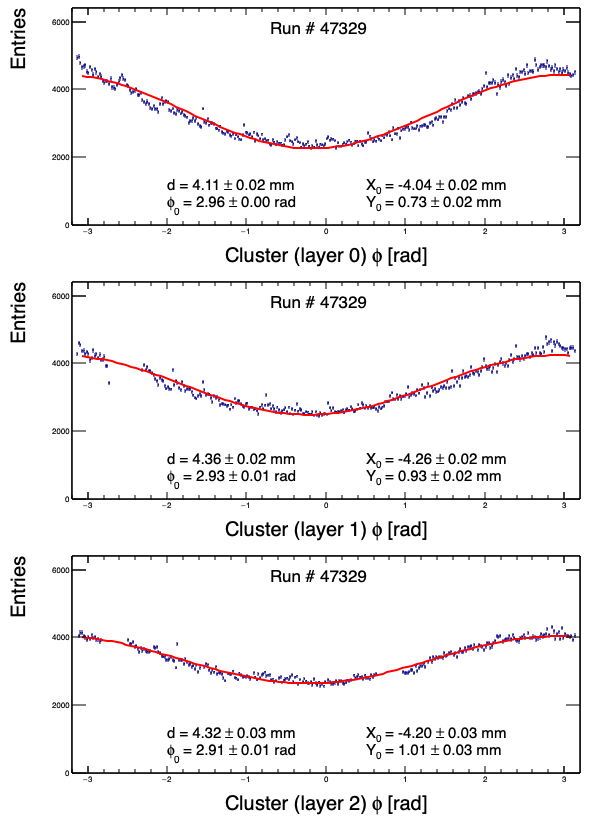 Entries
6000
4000
2000
0
Run # 47329
d = 4.11 ± 0.02 mm
X₀ = -4.04 ± 0.02 mm
ϕ₀ = 2.96 ± 0.00 rad
Y₀ = 0.73 ± 0.02 mm
−3 −2 −1 0 1 2 3
Cluster (layer 0) ϕ [rad]
Entries
6000
4000
2000
0
Run # 47329
d = 4.36 ± 0.02 mm
X₀ = -4.26 ± 0.02 mm
ϕ₀ = 2.93 ± 0.01 rad
Y₀ = 0.93 ± 0.02 mm
−3 −2 −1 0 1 2 3
Cluster (layer 1) ϕ [rad]
Entries
6000
4000
2000
0
Run # 47329
d = 4.32 ± 0.03 mm
X₀ = -4.20 ± 0.03 mm
ϕ₀ = 2.91 ± 0.01 rad
Y₀ = 1.01 ± 0.03 mm
−3 −2 −1 0 1 2 3
Cluster (layer 2) ϕ [rad]